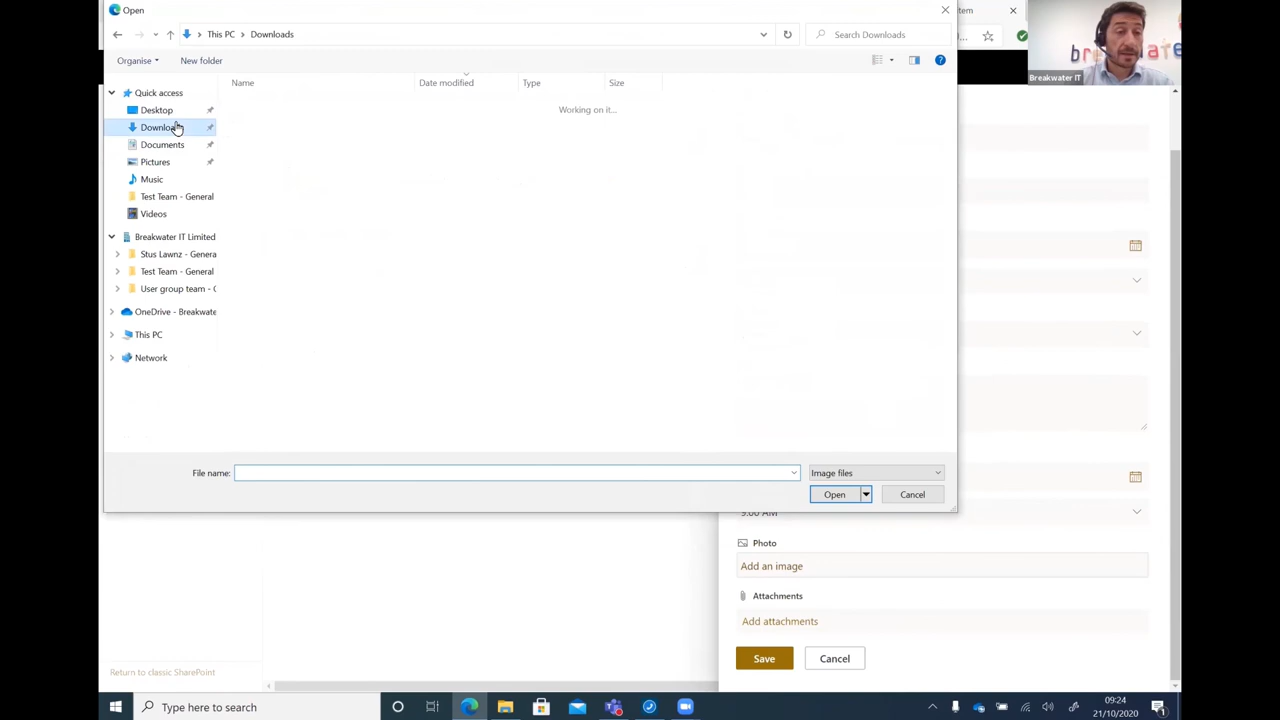 Open
This PC > Downloads
Search Downloads
Organise
New folder
Name
Date modified
Type
Size
Working on it...
Quick access
Desktop
Documents
Pictures
Music
Test Team - General
Videos
Breakwater IT Limited
Stus Lawnz - Genera
Test Team - General
User group team - G
OneDrive - Breakwate
This PC
Network
File name:
Image files
Open
Cancel
Breakwater IT
9:00 AM
Photo
Add an image
Attachments
Add attachments
Save
Cancel
Return to classic SharePoint
Type here to search
09:24
21/10/2020